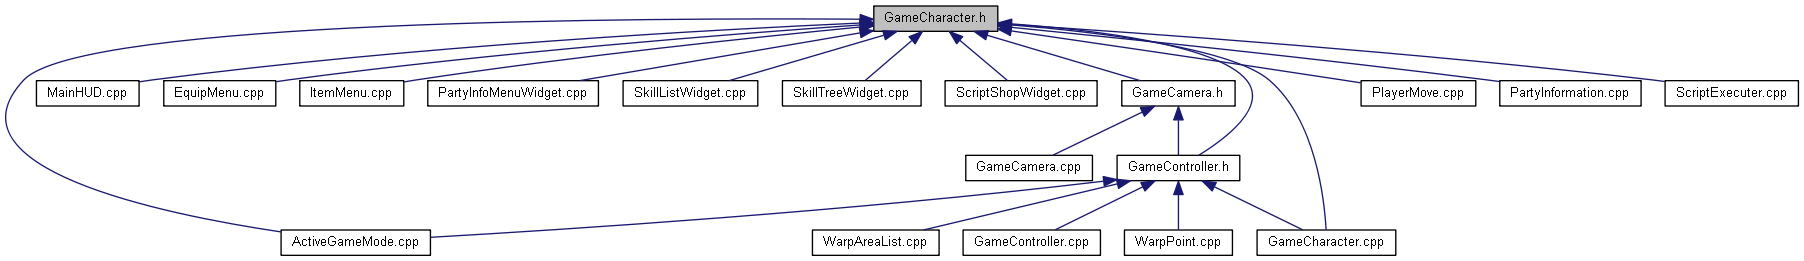 GameCharacter.h
MainHUD.cpp
EquipMenu.cpp
ItemMenu.cpp
PartyInfoMenuWidget.cpp
SkillListWidget.cpp
SkillTreeWidget.cpp
ScriptShopWidget.cpp
GameCamera.h
PlayerMove.cpp
PartyInformation.cpp
ScriptExecuter.cpp
GameCamera.cpp
GameController.h
ActiveGameMode.cpp
WarpAreaList.cpp
GameController.cpp
WarpPoint.cpp
GameCharacter.cpp